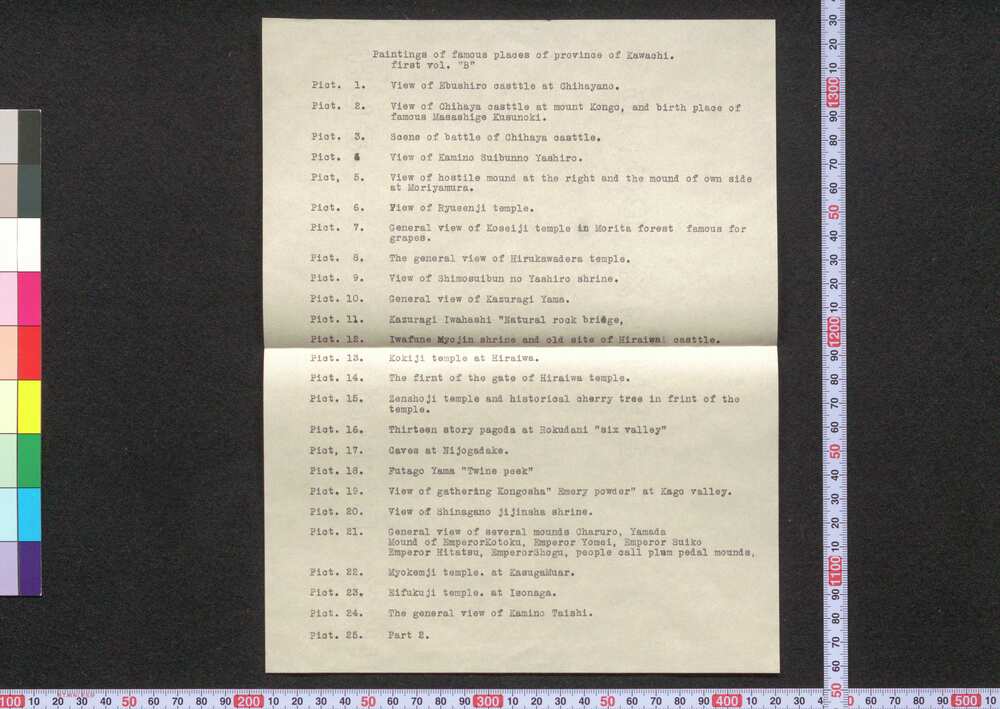 Paintings of famous places of province of Kawachi.
first vol. "B"
Pict. 1. View of Ebushiro casttle at Chihayano.
Pict. 2. View of Chihaya casttle at mount Kongo, and birth place of
famous Masashige Kusunoki.
Pict. 3. Scene of battle of Chihaya casttle.
Pict. 4 View of Kamino Suibunno Yashiro.
Pict, 5. View of hostile mound at the right and the mound of own side
at Moriyamura.
Pict. 6. View of Ryusenji temple.
Pict. 7. General view of Koseiji temple in Morita forest famous for
grapes.
Pict. 8. The general view of Hirukawadera temple.
Pict. 9. View of Shimosuibun no Yashiro shrine.
Pict. 10. General view of Kazuragi Yama.
Pict. 11. Kazuragi Iwahashi "Natural rock bridge,
Pict. 12. Iwafune Myojin shrine and old site of Hiraiwa casttle.
Pict. 13. Kokiji temple at Hiraiwa.
Pict. 14. The firnt of the gate of Hiraiwa temple.
Pict. 15. Zenshoji temple and historical cherry tree in frint of the
temple.
Pict. 16. Thirteen story pagoda at Rokudani "six valley"
Pict, 17. Caves at Nijogadake.
Pict. 18. Futago Yama "Twine peek"
Pict. 19. View of gathering Kongosha" Emery powder" at Kago valley.
Pict. 20. View of Shinagano jijinsha shrine.
Pict. 21. General view of several mounds Charuro, Yamada
Mound of EmperorKotoku, Emperor Yomei, Emperor Suiko
Emperor Hitatsu, EmperorShogu, people call plum pedal mounds,
Pict. 22. Myokemji temple. at KasugaMuar.
Pict. 23. Eifukuji temple. at Isonaga.
Pict. 24. The general view of Kamino Taishi.
Pict. 25. Part 2.